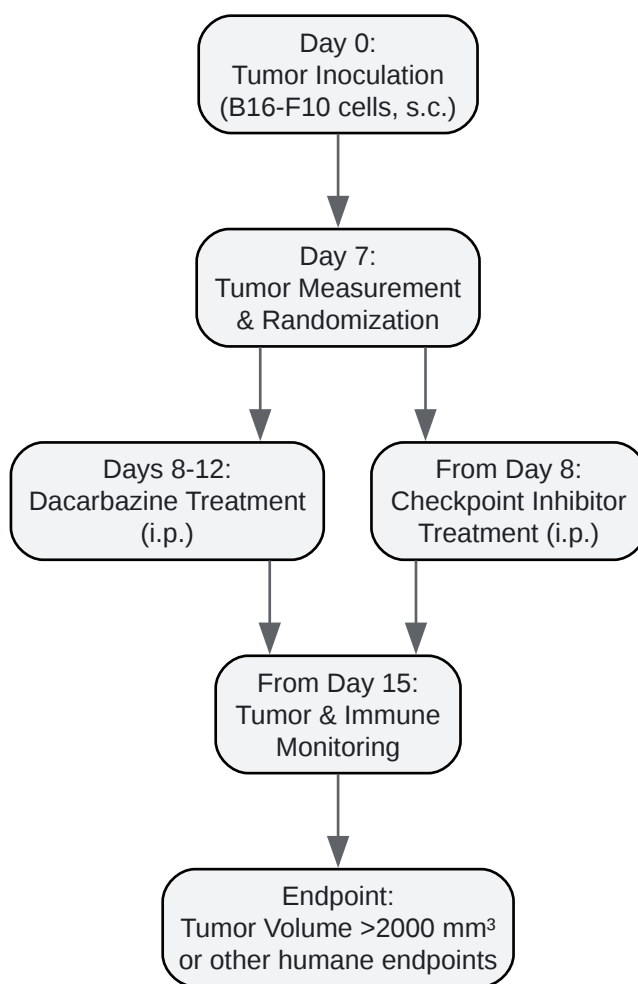 Day 0:
Tumor Inoculation
(B16-F10 cells, s.c.)
Day 7:
Tumor Measurement
& Randomization
Days 8-12:
Dacarbazine Treatment
(i.p.)
From Day 8:
Checkpoint Inhibitor
Treatment (i.p.)
From Day 15:
Tumor & Immune
Monitoring
Endpoint:
Tumor Volume >2000 mm³
or other humane endpoints